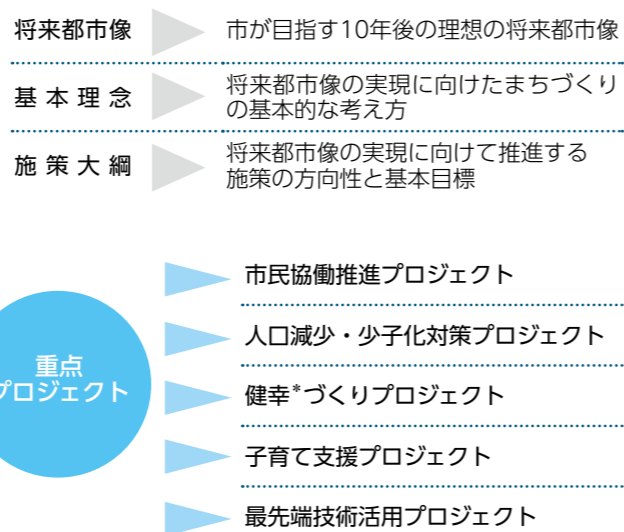 将来都市像
市が目指す10年後の理想の将来都市像
基本理念
将来都市像の実現に向けたまちづくり
の基本的な考え方
施策大綱
将来都市像の実現に向けて推進する
施策の方向性と基本目標
重点
プロジェクト
市民協働推進プロジェクト
人口減少・少子化対策プロジェクト
健幸*づくりプロジェクト
子育て支援プロジェクト
最先端技術活用プロジェクト